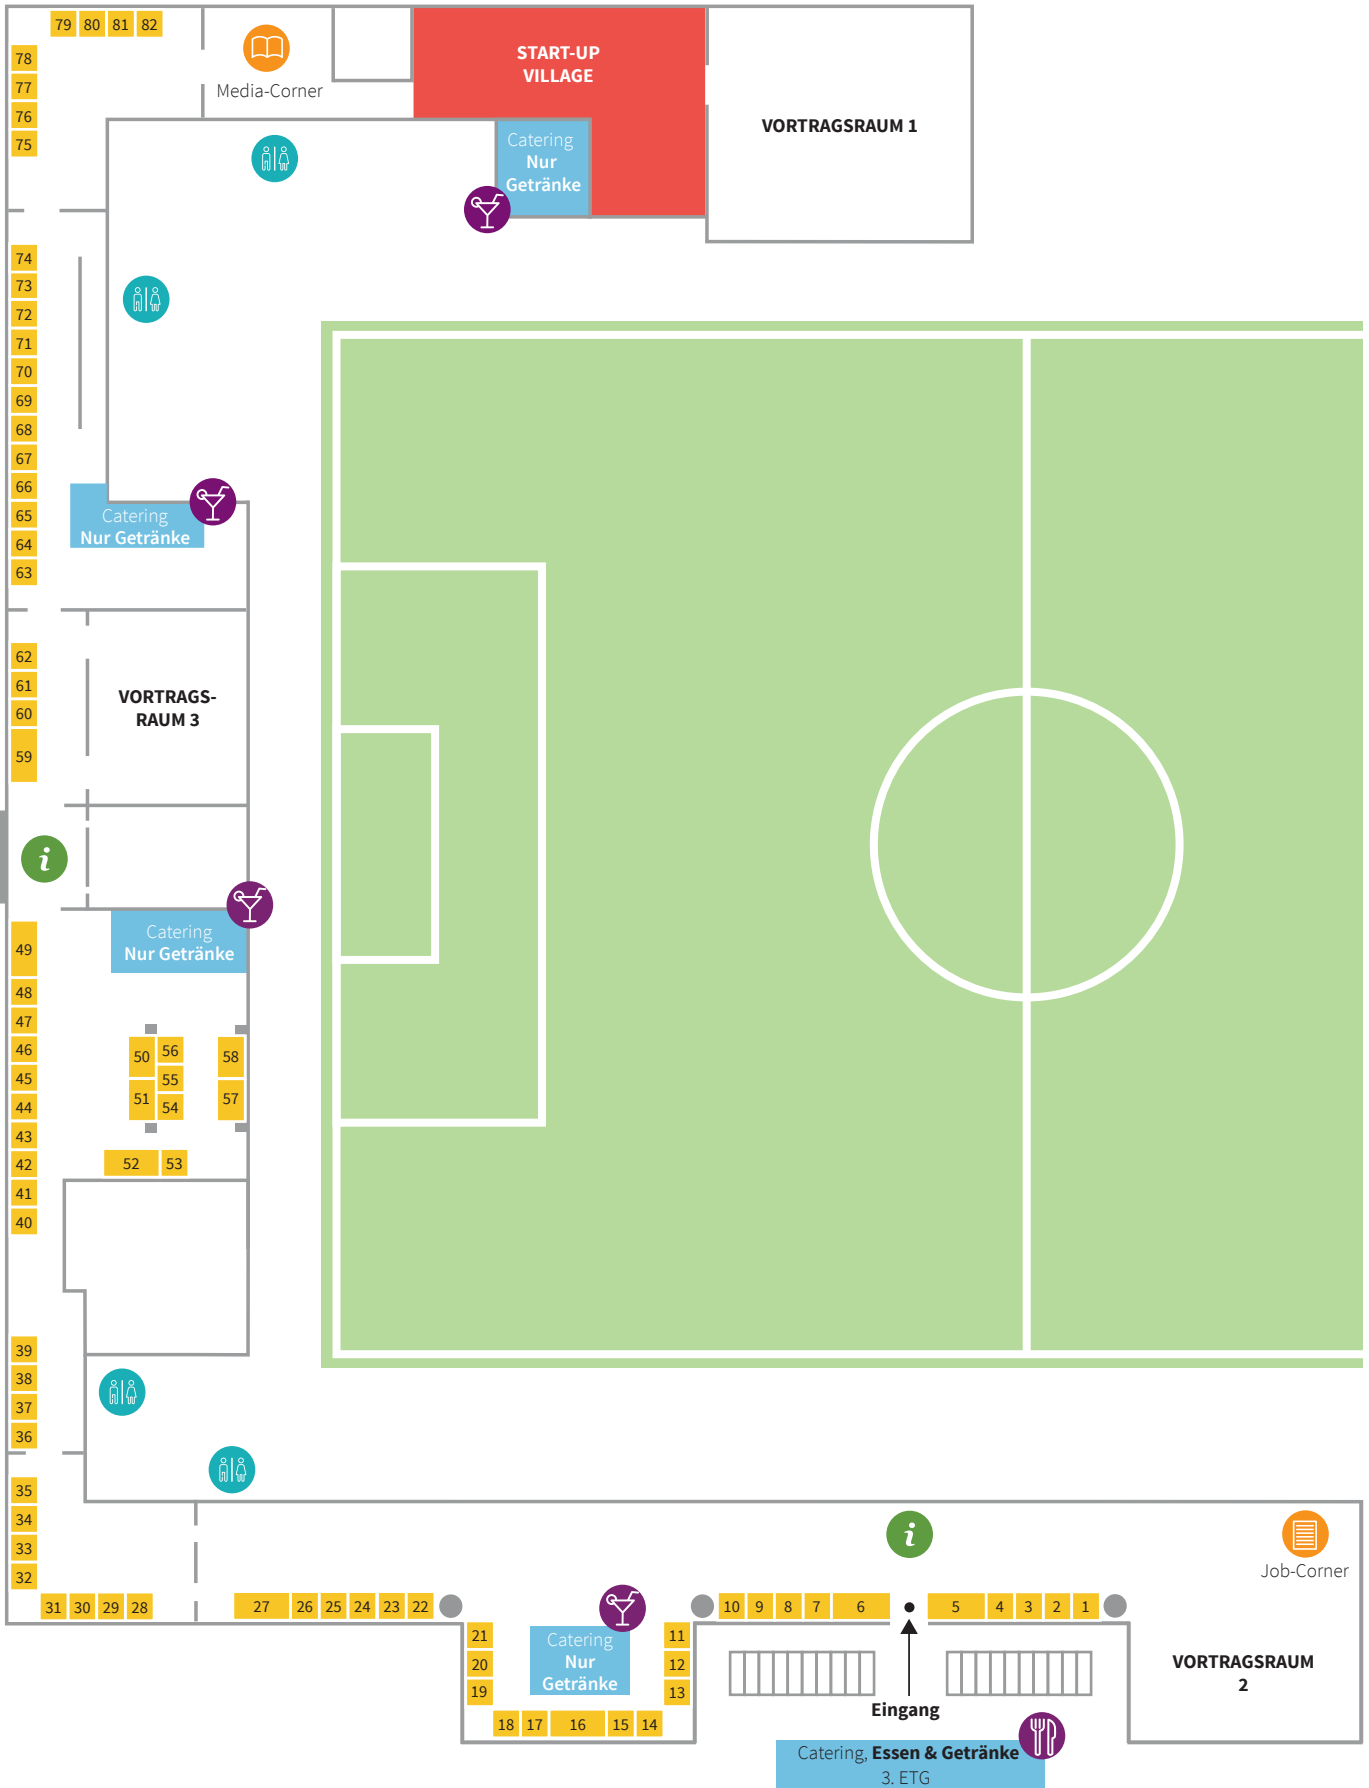 79 80 81 82
78
77
76
75
Media-Corner
START-UP
VILLAGE
Catering
Nur
Getränke
VORTRAGSRAUM 1
74
73
72
71
70
69
68
67
66
65
64
63
Catering
Nur Getränke
62
61
60
59
VORTRAGS-
RAUM 3
i
Catering
Nur Getränke
49
48
47
46
45
44
43
42
41
40
50 56 58
55
51 54 57
52 53
39
38
37
36
35
34
33
32
31 30 29 28
27 26 25 24 23 22
21
20
19
18 17 16 15 14
Catering
Nur
Getränke
11
12
13
10 9 8 7 6
i
5 4 3 2 1
Eingang
Job-Corner
VORTRAGSRAUM
2
Catering, Essen & Getränke
3. ETG